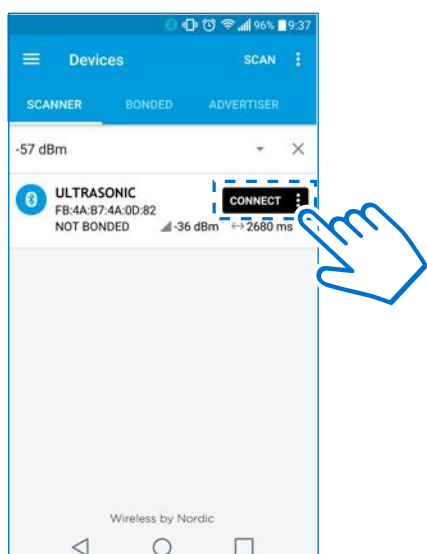 96% 9:37
Devices SCAN
SCANNER BONDED ADVERTISER
-57 dBm
ULTRASONIC
CONNECT
FB:4A:B7:4A:0D:82
NOT BONDED -36 dBm 2680 ms
Wireless by Nordic